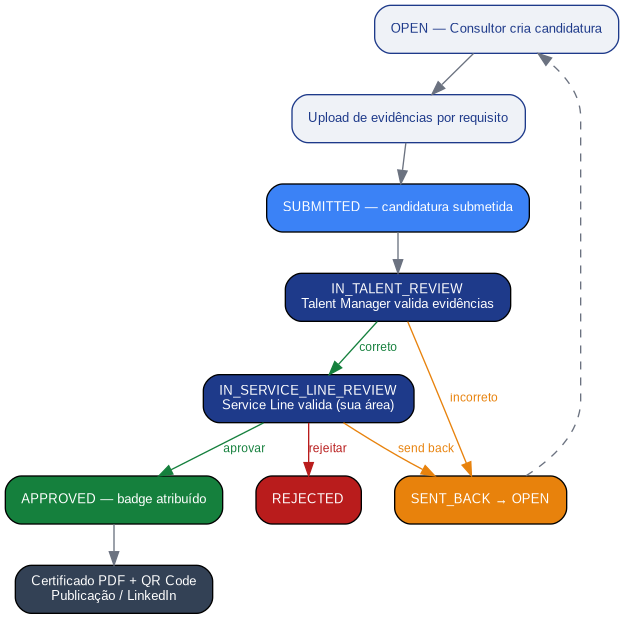 OPEN — Consultor cria candidatura
Upload de evidências por requisito
SUBMITTED — candidatura submetida
IN_TALENT_REVIEW
Talent Manager valida evidências
correto
IN_SERVICE_LINE_REVIEW
Service Line valida (sua área)
incorreto
aprovar
rejeitar
send back
APPROVED — badge atribuído
REJECTED
SENT_BACK → OPEN
Certificado PDF + QR Code
Publicação / LinkedIn